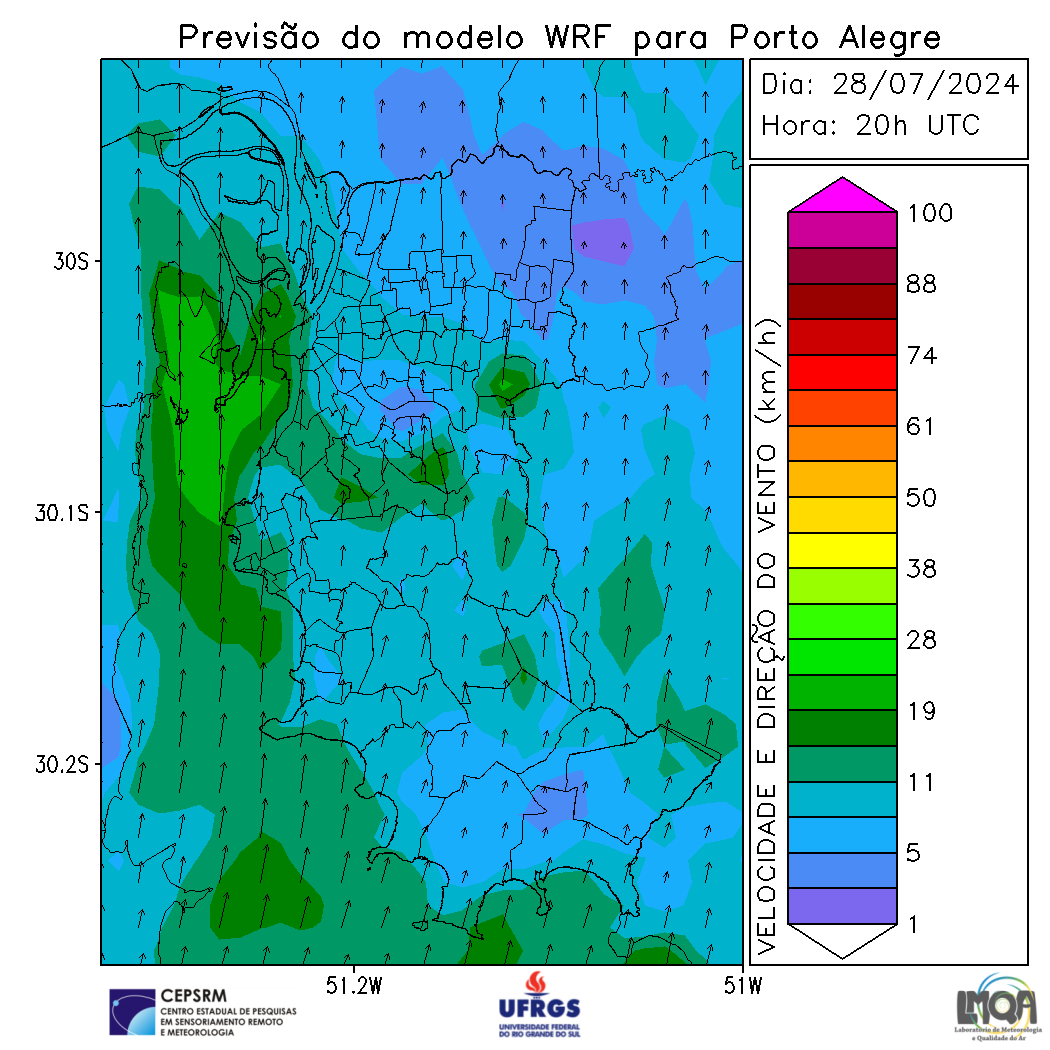 Previsão do modelo WRF para Porto Alegre
Dia: 28/07/2024
Hora: 20h UTC
30S
30.1S
30.2S
51.2W
51W
VELOCIDADE E DIREÇÃO DO VENTO (km/h)
100
88
74
61
50
38
28
19
11
5
1
CEPSRM
CENTRO ESTADUAL DE PESQUISAS
EM SENSORIAMENTO REMOTO
E METEOROLOGIA
UFRGS
UNIVERSIDADE FEDERAL
DO RIO GRANDE DO SUL
LMQA
Laboratório de Meteorologia
e Qualidade do Ar